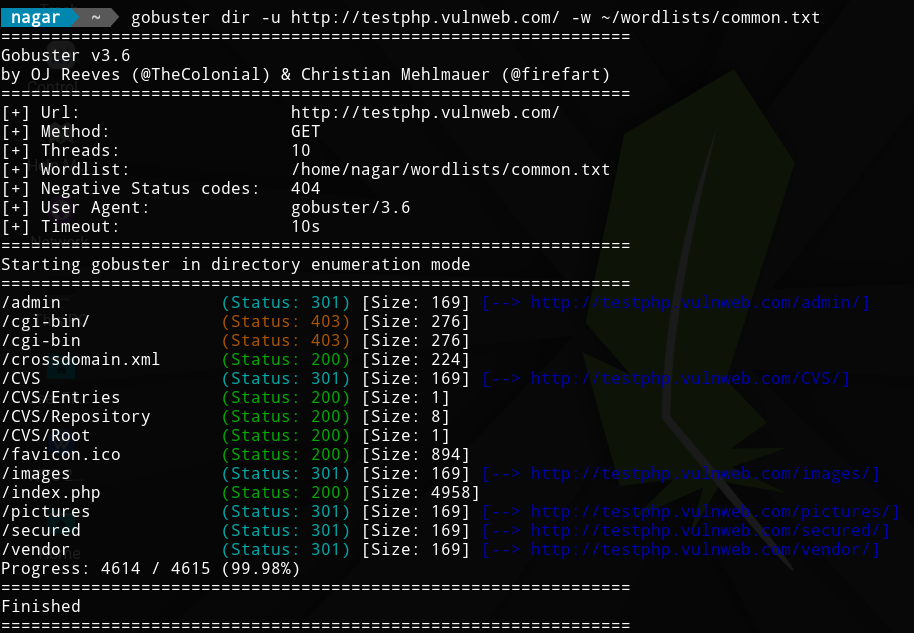 nagar ~ gobuster dir -u http://testphp.vulnweb.com/ -w ~/wordlists/common.txt
===============================================================
Gobuster v3.6
by OJ Reeves (@TheColonial) & Christian Mehlmauer (@firefart)
===============================================================
[+] Url:                     http://testphp.vulnweb.com/
[+] Method:                  GET
[+] Threads:                 10
[+] Wordlist:                /home/nagar/wordlists/common.txt
[+] Negative Status codes:   404
[+] User Agent:              gobuster/3.6
[+] Timeout:                 10s
===============================================================
Starting gobuster in directory enumeration mode
===============================================================
/admin                (Status: 301) [Size: 169] [--> http://testphp.vulnweb.com/admin/]
/cgi-bin/             (Status: 403) [Size: 276]
/cgi-bin              (Status: 403) [Size: 276]
/crossdomain.xml      (Status: 200) [Size: 224]
/CVS                  (Status: 301) [Size: 169] [--> http://testphp.vulnweb.com/CVS/]
/CVS/Entries          (Status: 200) [Size: 1]
/CVS/Repository       (Status: 200) [Size: 8]
/CVS/Root             (Status: 200) [Size: 1]
/favicon.ico          (Status: 200) [Size: 894]
/images               (Status: 301) [Size: 169] [--> http://testphp.vulnweb.com/images/]
/index.php            (Status: 200) [Size: 4958]
/pictures             (Status: 301) [Size: 169] [--> http://testphp.vulnweb.com/pictures/]
/secured              (Status: 301) [Size: 169] [--> http://testphp.vulnweb.com/secured/]
/vendor               (Status: 301) [Size: 169] [--> http://testphp.vulnweb.com/vendor/]
Progress: 4614 / 4615 (99.98%)
===============================================================
Finished
===============================================================